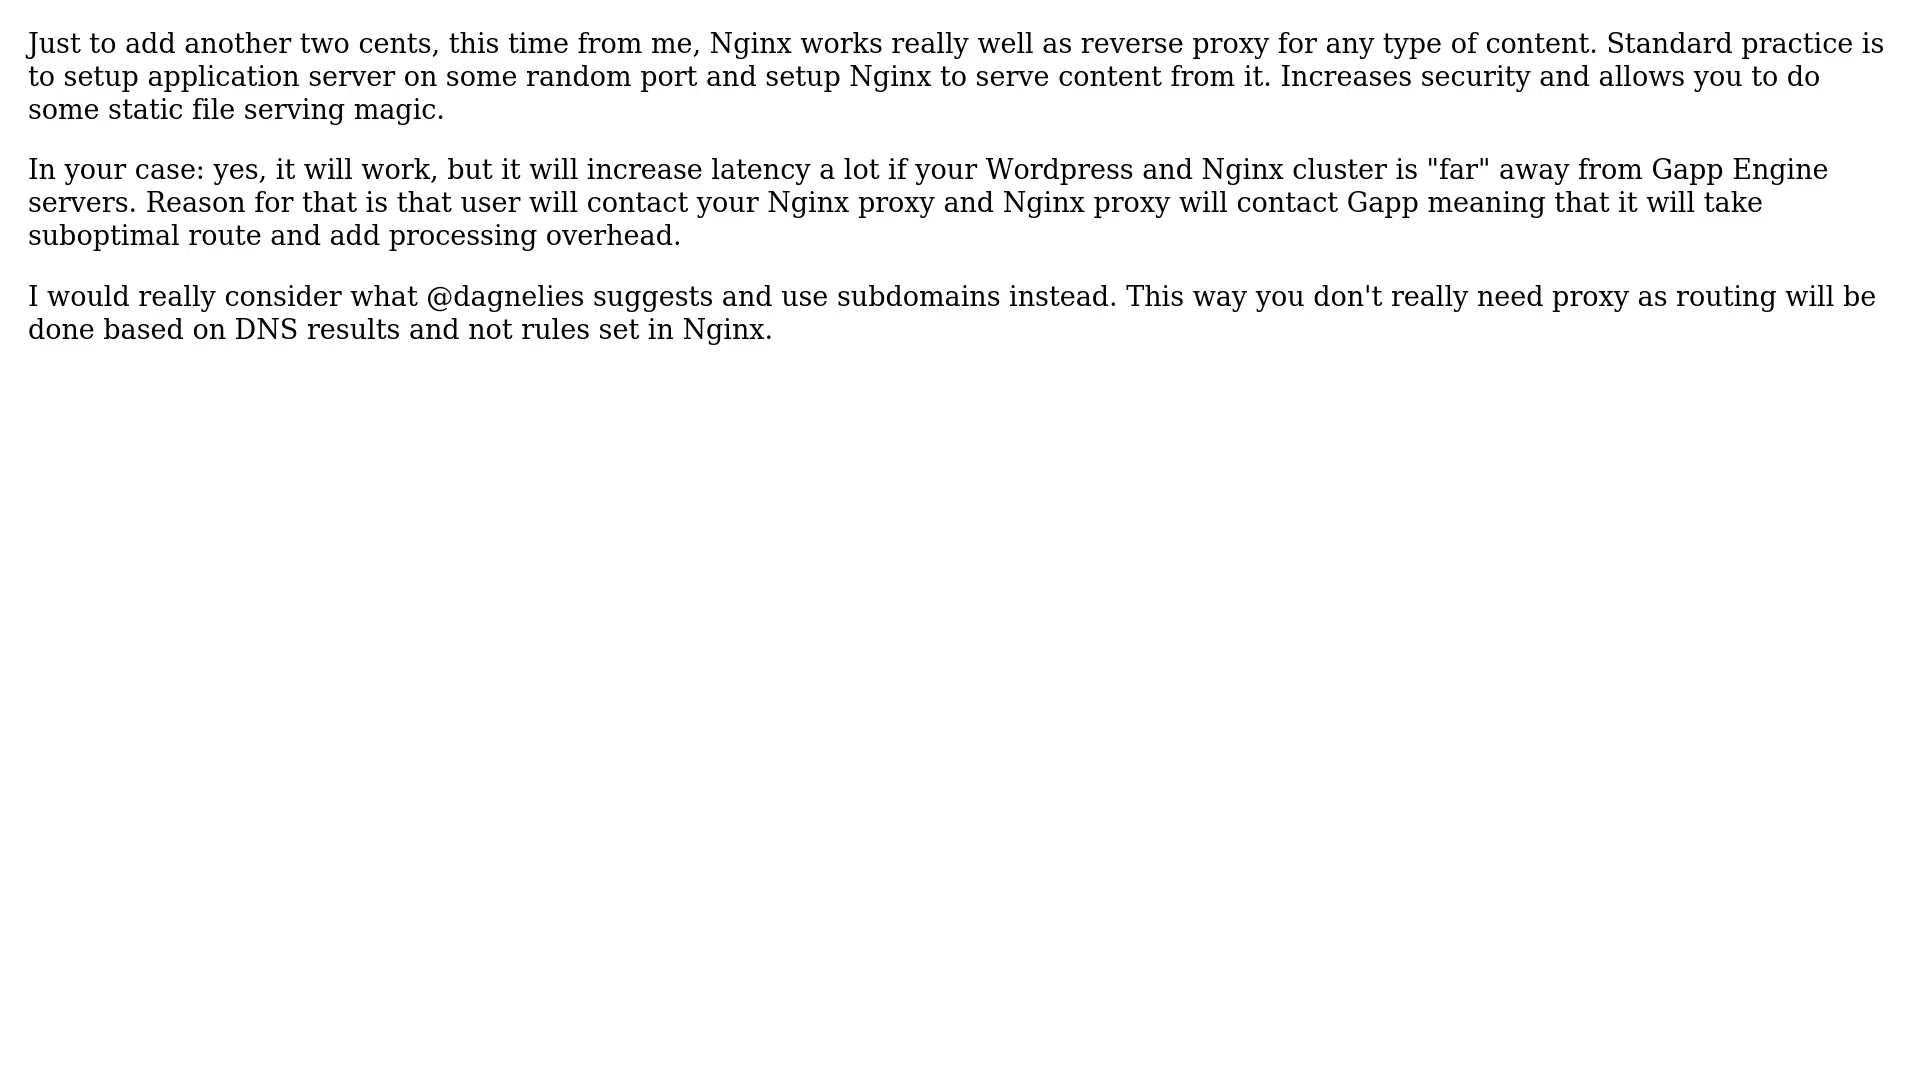 Just to add another two cents, this time from me, Nginx works really well as reverse proxy for any type of content. Standard practice is
to setup application server on some random port and setup Nginx to serve content from it. Increases security and allows you to do
some static file serving magic.
In your case: yes, it will work, but it will increase latency a lot if your Wordpress and Nginx cluster is "far" away from Gapp Engine
servers. Reason for that is that user will contact your Nginx proxy and Nginx proxy will contact Gapp meaning that it will take
suboptimal route and add processing overhead.
I would really consider what @dagnelies suggests and use subdomains instead. This way you don't really need proxy as routing will be
done based on DNS results and not rules set in Nginx.